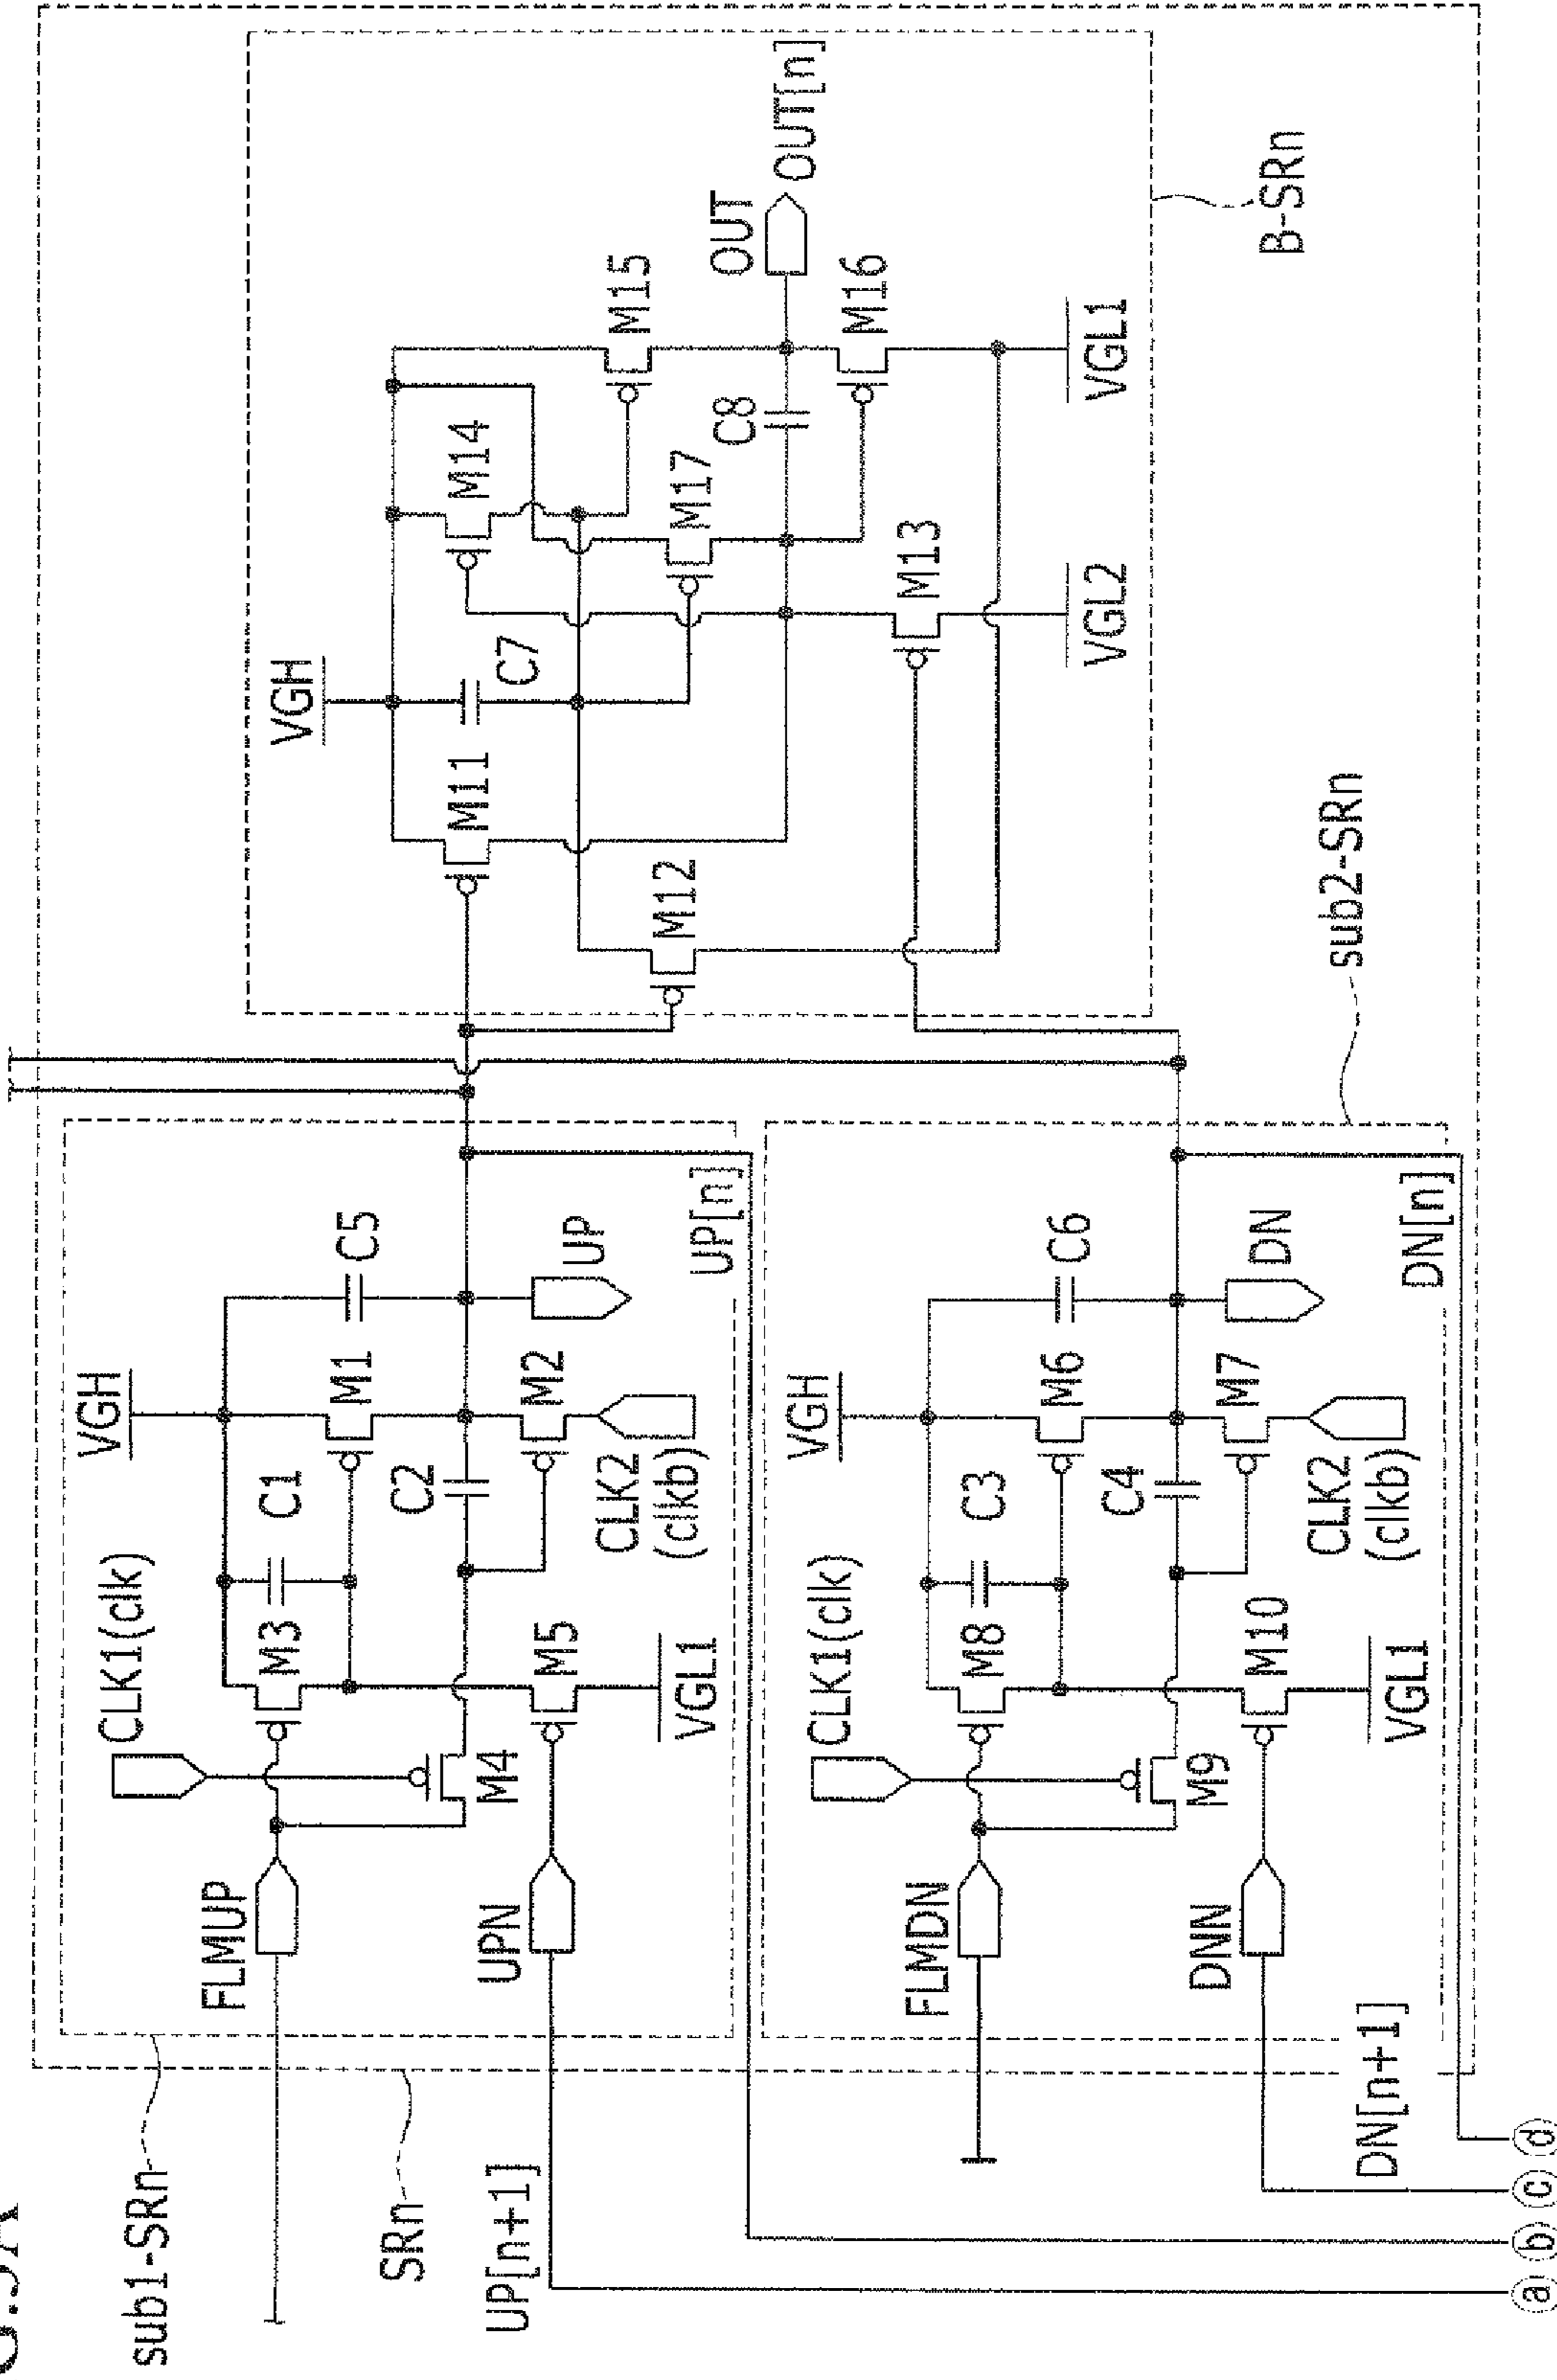 sub1-SRn
SRn
UP[n+1]
FLMUP
UPN
CLK1(clk)
M3
C1
M4
M5
VGL1
VGH
M1
C2
M2
CLK2
(clkb)
C5
UP
UP[n]
FLMDN
DNN
DN[n+1]
CLK1(clk)
M8
C3
M9
M10
VGL1
VGH
M6
C4
M7
CLK2
(clkb)
C6
DN
DN[n]
sub2-SRn
VGH
M11
C7
M12
M14
M17
M13
VGL2
M15
C8
M16
VGL1
OUT
OUT[n]
B-SRn
a
b
c
d